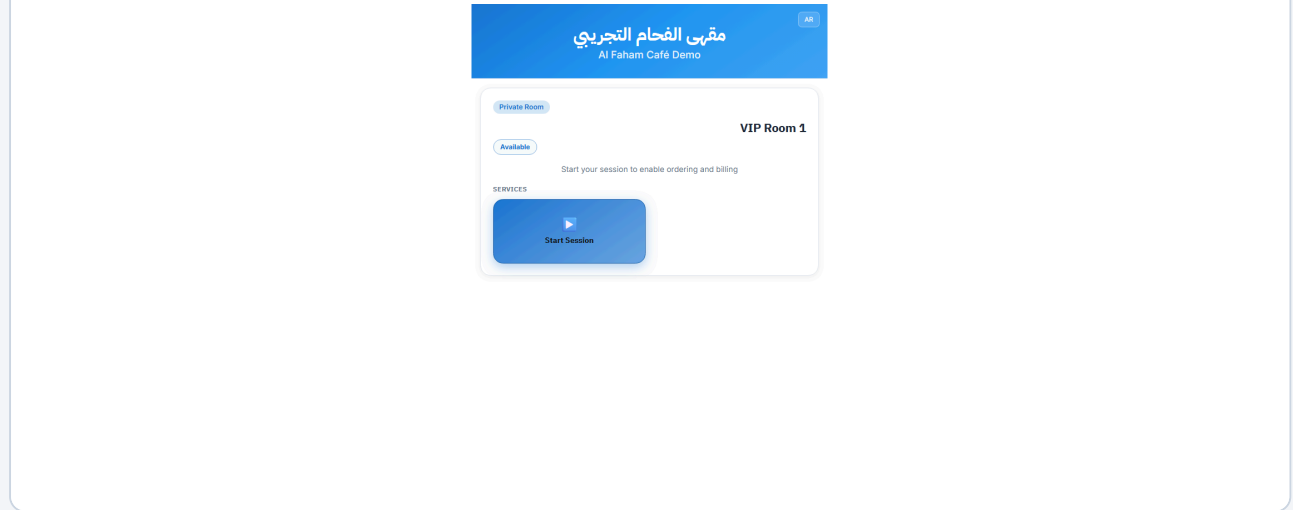 AR
مقهى الفحام التجريبي
Al Faham Café Demo
Private Room
VIP Room 1
Available
Start your session to enable ordering and billing
SERVICES
Start Session